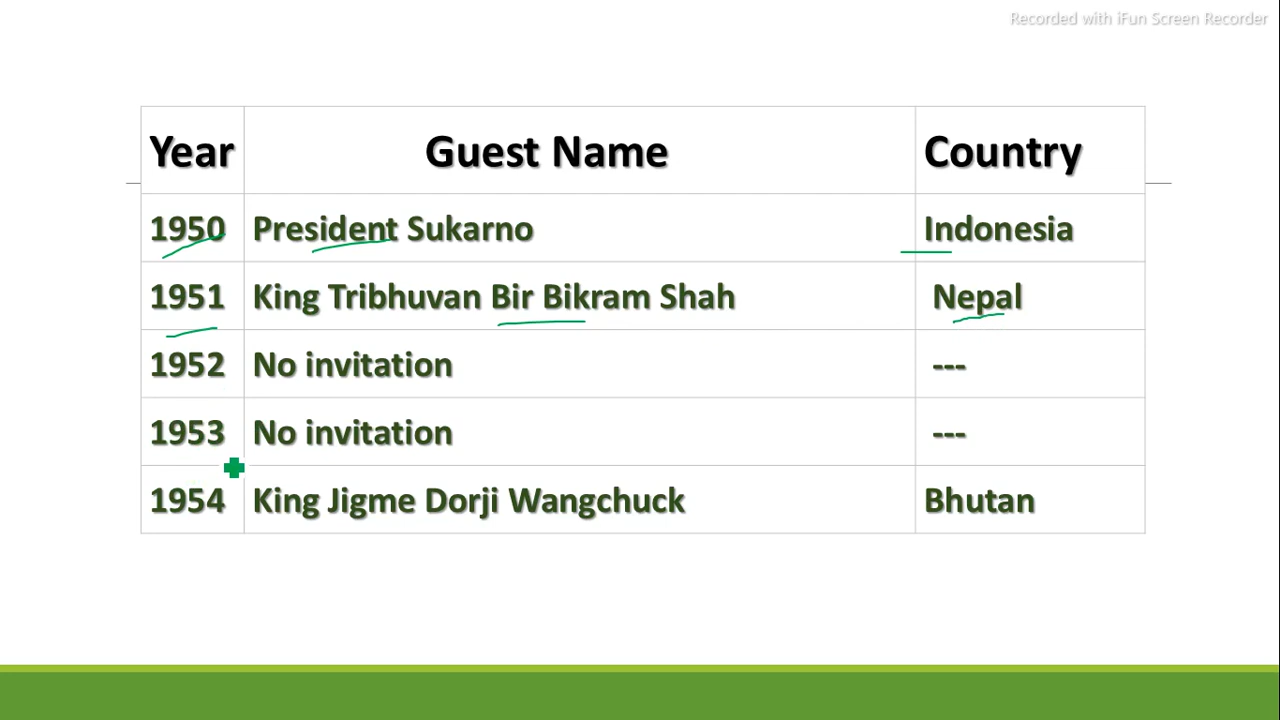 Recorded with iFun Screen Recorder
Year Guest Name Country
1950 President Sukarno Indonesia
1951 King Tribhuvan Bir Bikram Shah Nepal
1952 No invitation ---
1953 No invitation ---
1954 King Jigme Dorji Wangchuck Bhutan